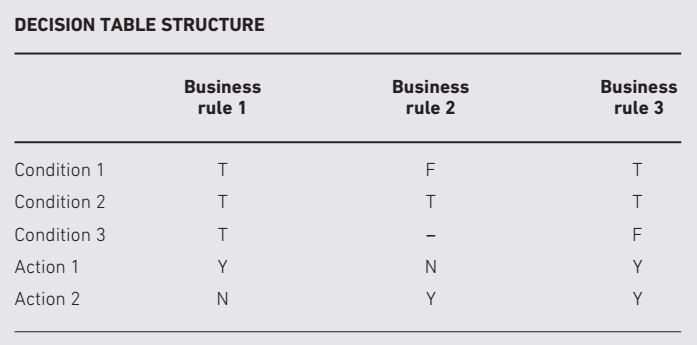 DECISION TABLE STRUCTURE
Business Business Business
rule 1 rule 2 rule 3
Condition 1 T F T
Condition 2 T T T
Condition 3 T – F
Action 1 Y N Y
Action 2 N Y Y